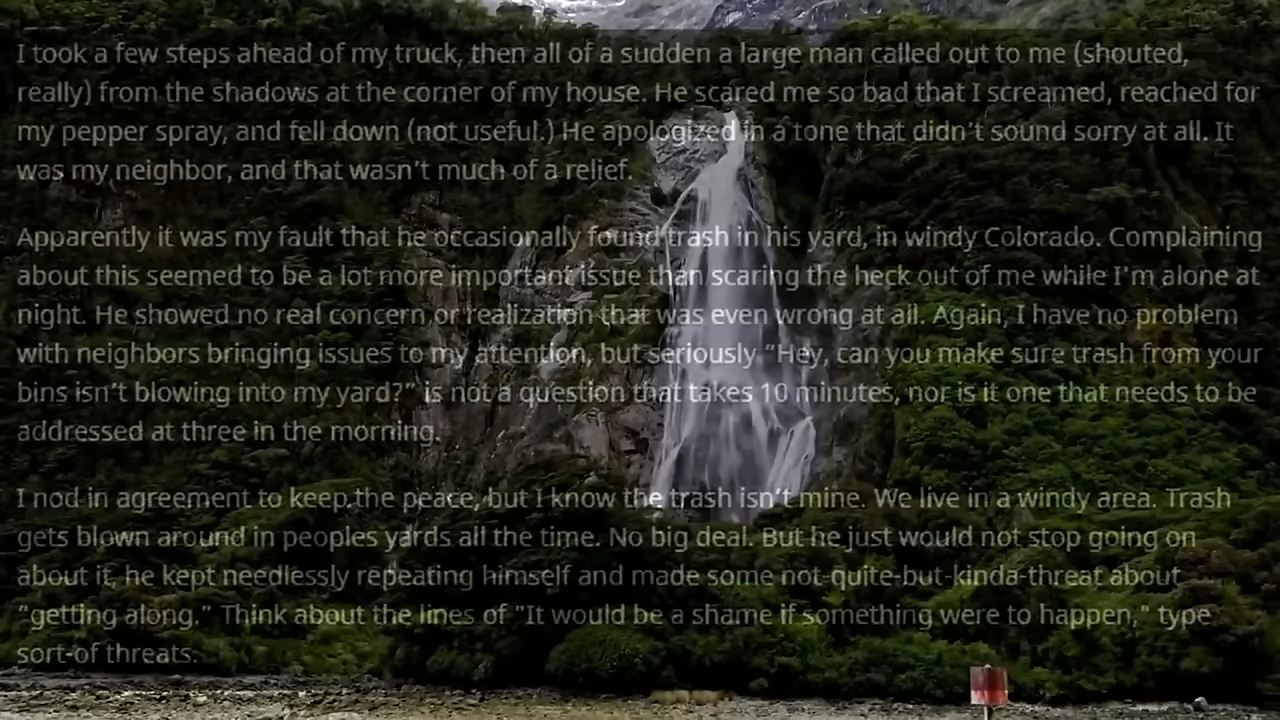 I took a few steps ahead of my truck, then all of a sudden a large man called out to me (shouted,
really) from the shadows at the corner of my house. He scared me so bad that I screamed, reached for
my pepper spray, and fell down (not useful.) He apologized in a tone that didn't sound sorry at all. It
was my neighbor, and that wasn't much of a relief.
Apparently it was my fault that he occasionally found trash in his yard, in windy Colorado. Complaining
about this seemed to be a lot more important issue than scaring the heck out of me while I'm alone at
night. He showed no real concern or realization that was even wrong at all. Again, I have no problem
with neighbors bringing issues to my attention, but seriously “Hey, can you make sure trash from your
bins isn't blowing into my yard?” is not a question that takes 10 minutes, nor is it one that needs to be
addressed at three in the morning.
I nod in agreement to keep the peace, but I know the trash isn't mine. We live in a windy area. Trash
gets blown around in peoples yards all the time. No big deal. But he just would not stop going on
about it, he kept needlessly repeating himself and made some not-quite-but-kinda-threat about
“getting along.” Think about the lines of "It would be a shame if something were to happen," type
sort-of threats.